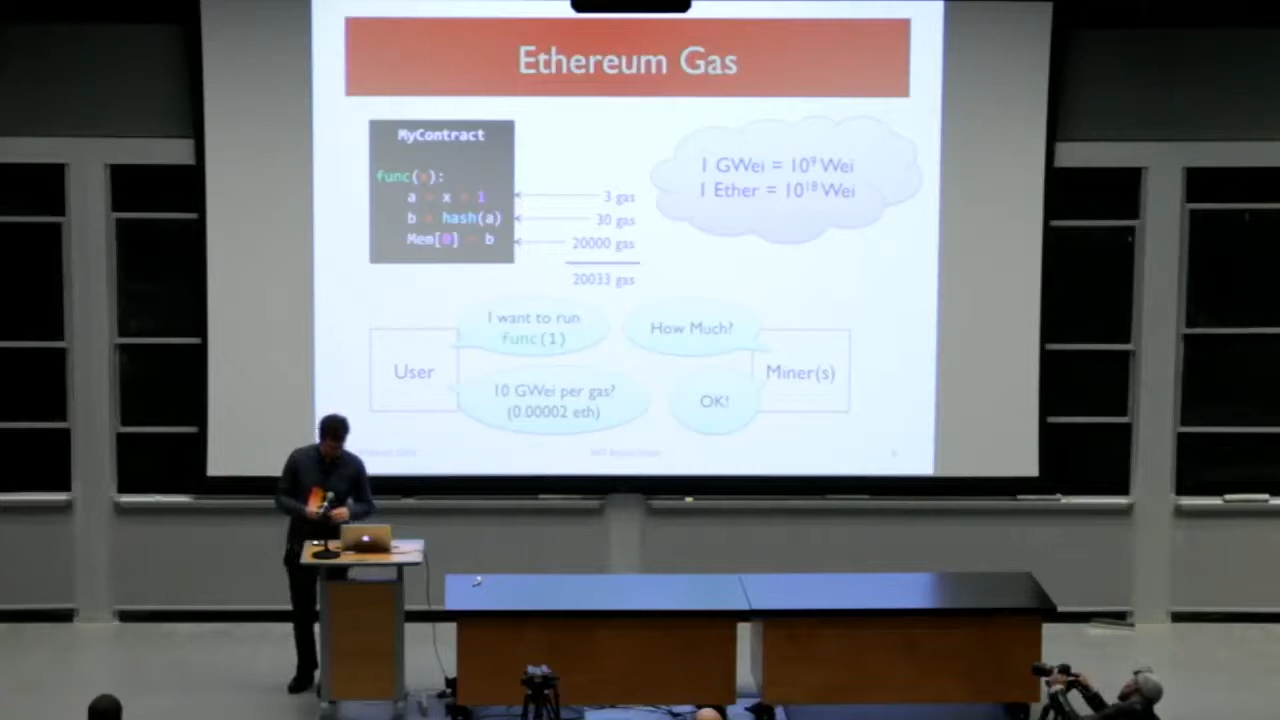 Ethereum Gas
MyContract
func(x):
a = x + 1
b = hash(a)
Mem[0] = b
3 gas
30 gas
20000 gas
20033 gas
1 GWei = 10⁹ Wei
1 Ether = 10¹⁸ Wei
User
I want to run
func(1)
How Much?
10 GWei per gas?
(0.00002 eth)
OK!
Miner(s)